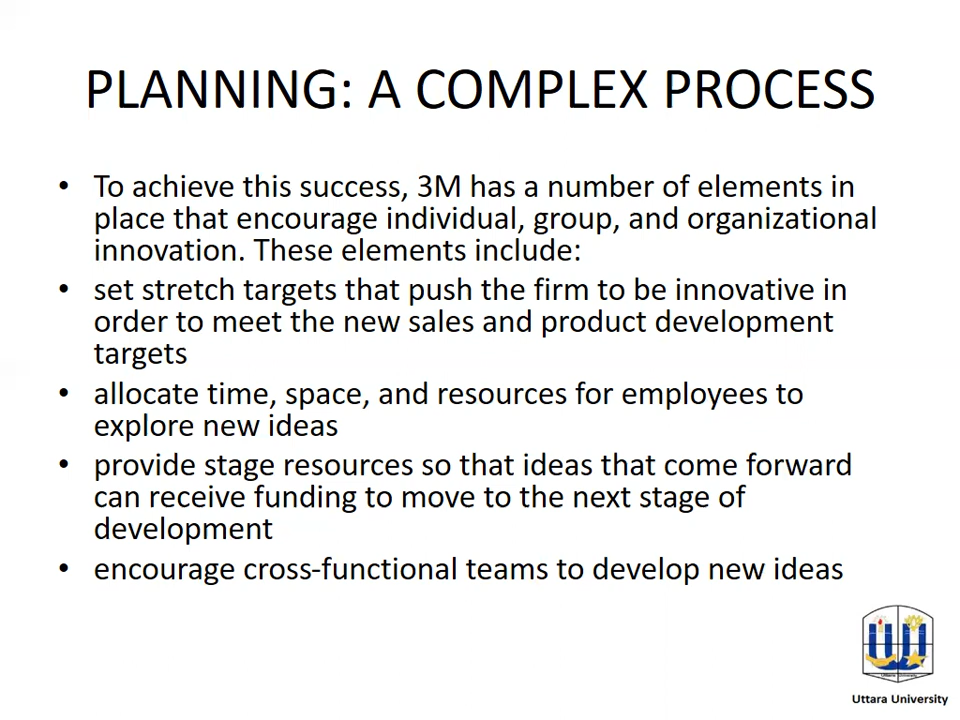 PLANNING: A COMPLEX PROCESS
• To achieve this success, 3M has a number of elements in
place that encourage individual, group, and organizational
innovation. These elements include:
• set stretch targets that push the firm to be innovative in
order to meet the new sales and product development
targets
• allocate time, space, and resources for employees to
explore new ideas
• provide stage resources so that ideas that come forward
can receive funding to move to the next stage of
development
• encourage cross-functional teams to develop new ideas
Uttara University
Uttara University